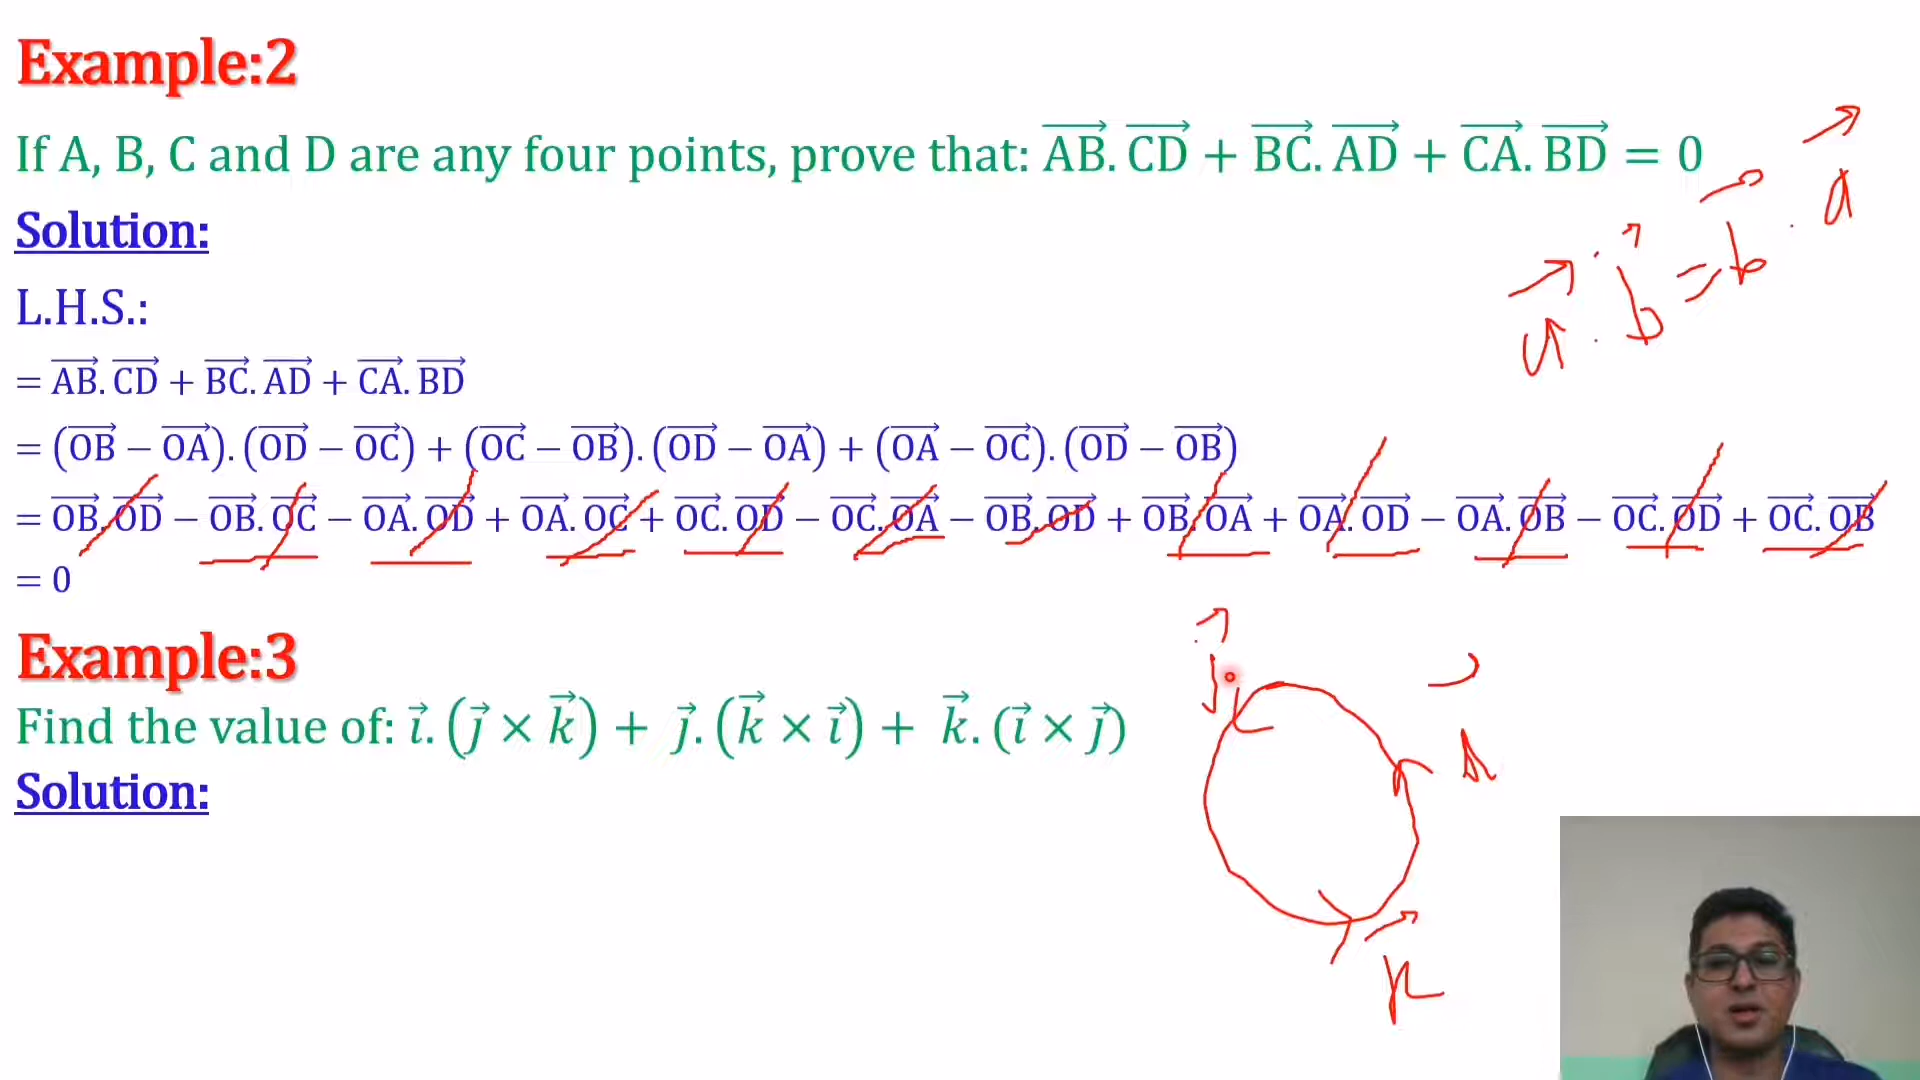 Example:2
If A, B, C and D are any four points, prove that: $\overrightarrow{AB}.\overrightarrow{CD} + \overrightarrow{BC}.\overrightarrow{AD} + \overrightarrow{CA}.\overrightarrow{BD} = 0$
$\vec{a}.\vec{b} = \vec{b}.\vec{a}$
Solution:
L.H.S.:
$= \overrightarrow{AB}.\overrightarrow{CD} + \overrightarrow{BC}.\overrightarrow{AD} + \overrightarrow{CA}.\overrightarrow{BD}$
$= (\overrightarrow{OB} - \overrightarrow{OA}).(\overrightarrow{OD} - \overrightarrow{OC}) + (\overrightarrow{OC} - \overrightarrow{OB}).(\overrightarrow{OD} - \overrightarrow{OA}) + (\overrightarrow{OA} - \overrightarrow{OC}).(\overrightarrow{OD} - \overrightarrow{OB})$
$= \overrightarrow{OB}.\overrightarrow{OD} - \overrightarrow{OB}.\overrightarrow{OC} - \overrightarrow{OA}.\overrightarrow{OD} + \overrightarrow{OA}.\overrightarrow{OC} + \overrightarrow{OC}.\overrightarrow{OD} - \overrightarrow{OC}.\overrightarrow{OA} - \overrightarrow{OB}.\overrightarrow{OD} + \overrightarrow{OB}.\overrightarrow{OA} + \overrightarrow{OA}.\overrightarrow{OD} - \overrightarrow{OA}.\overrightarrow{OB} - \overrightarrow{OC}.\overrightarrow{OD} + \overrightarrow{OC}.\overrightarrow{OB}$
$= 0$
Example:3
Find the value of: $\vec{i}.(\vec{j} \times \vec{k}) + \vec{j}.(\vec{k} \times \vec{i}) + \vec{k}.(\vec{i} \times \vec{j})$
Solution:
$\vec{j}$
$\vec{k}$